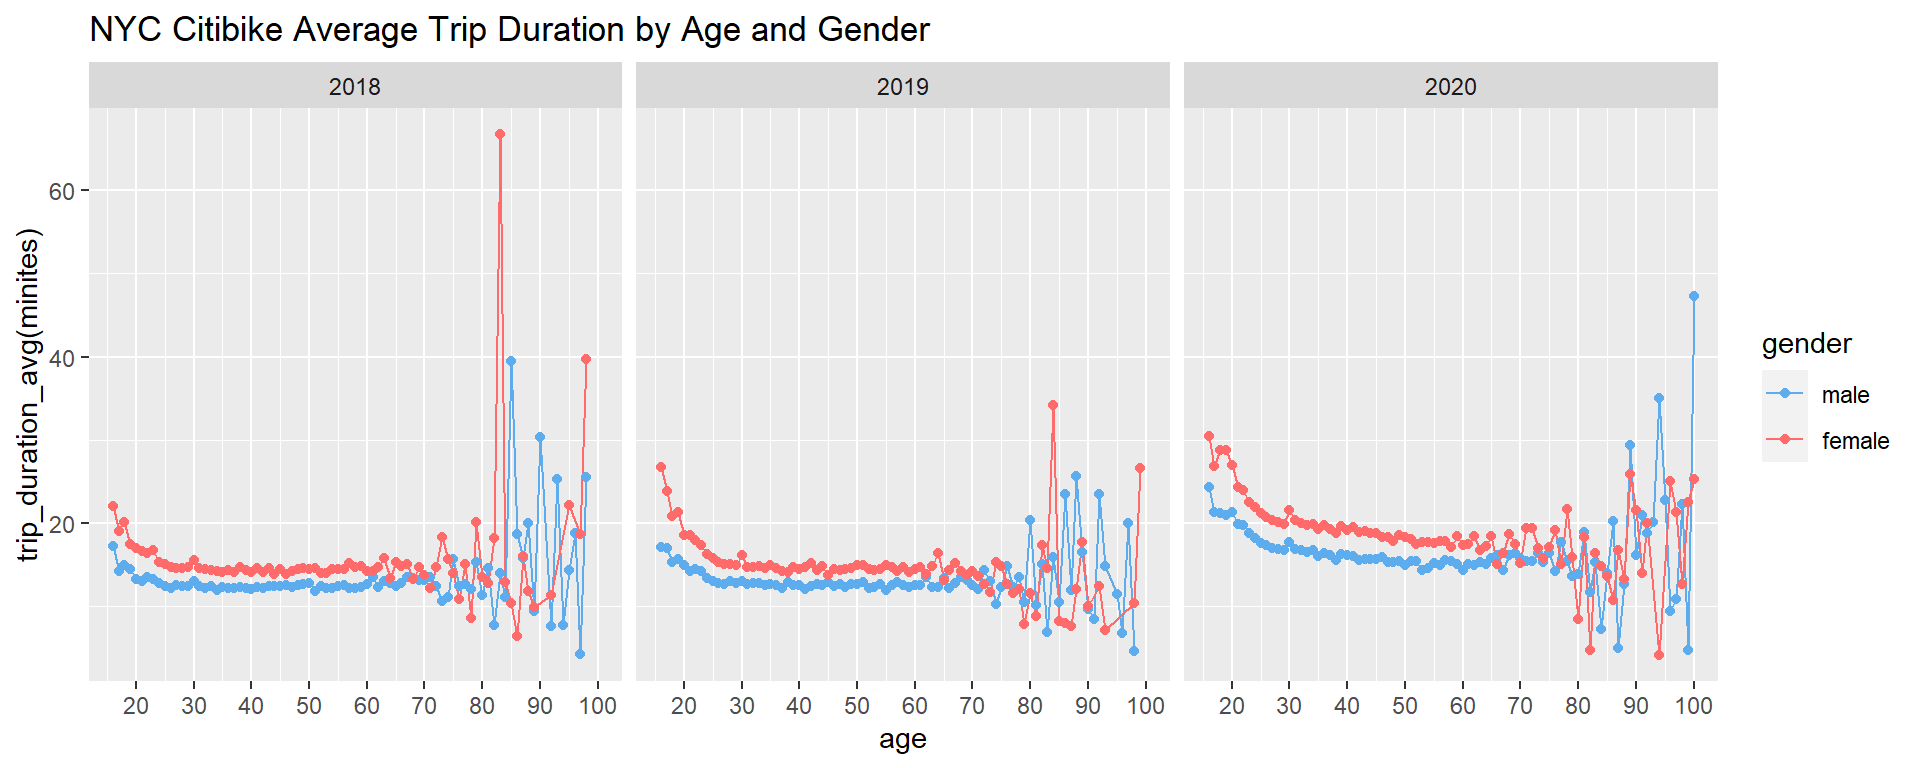 NYC Citibike Average Trip Duration by Age and Gender
2018 2019 2020
60
40
20
trip_duration_avg(minites)
20 30 40 50 60 70 80 90 100 20 30 40 50 60 70 80 90 100 20 30 40 50 60 70 80 90 100
age
gender
male
female